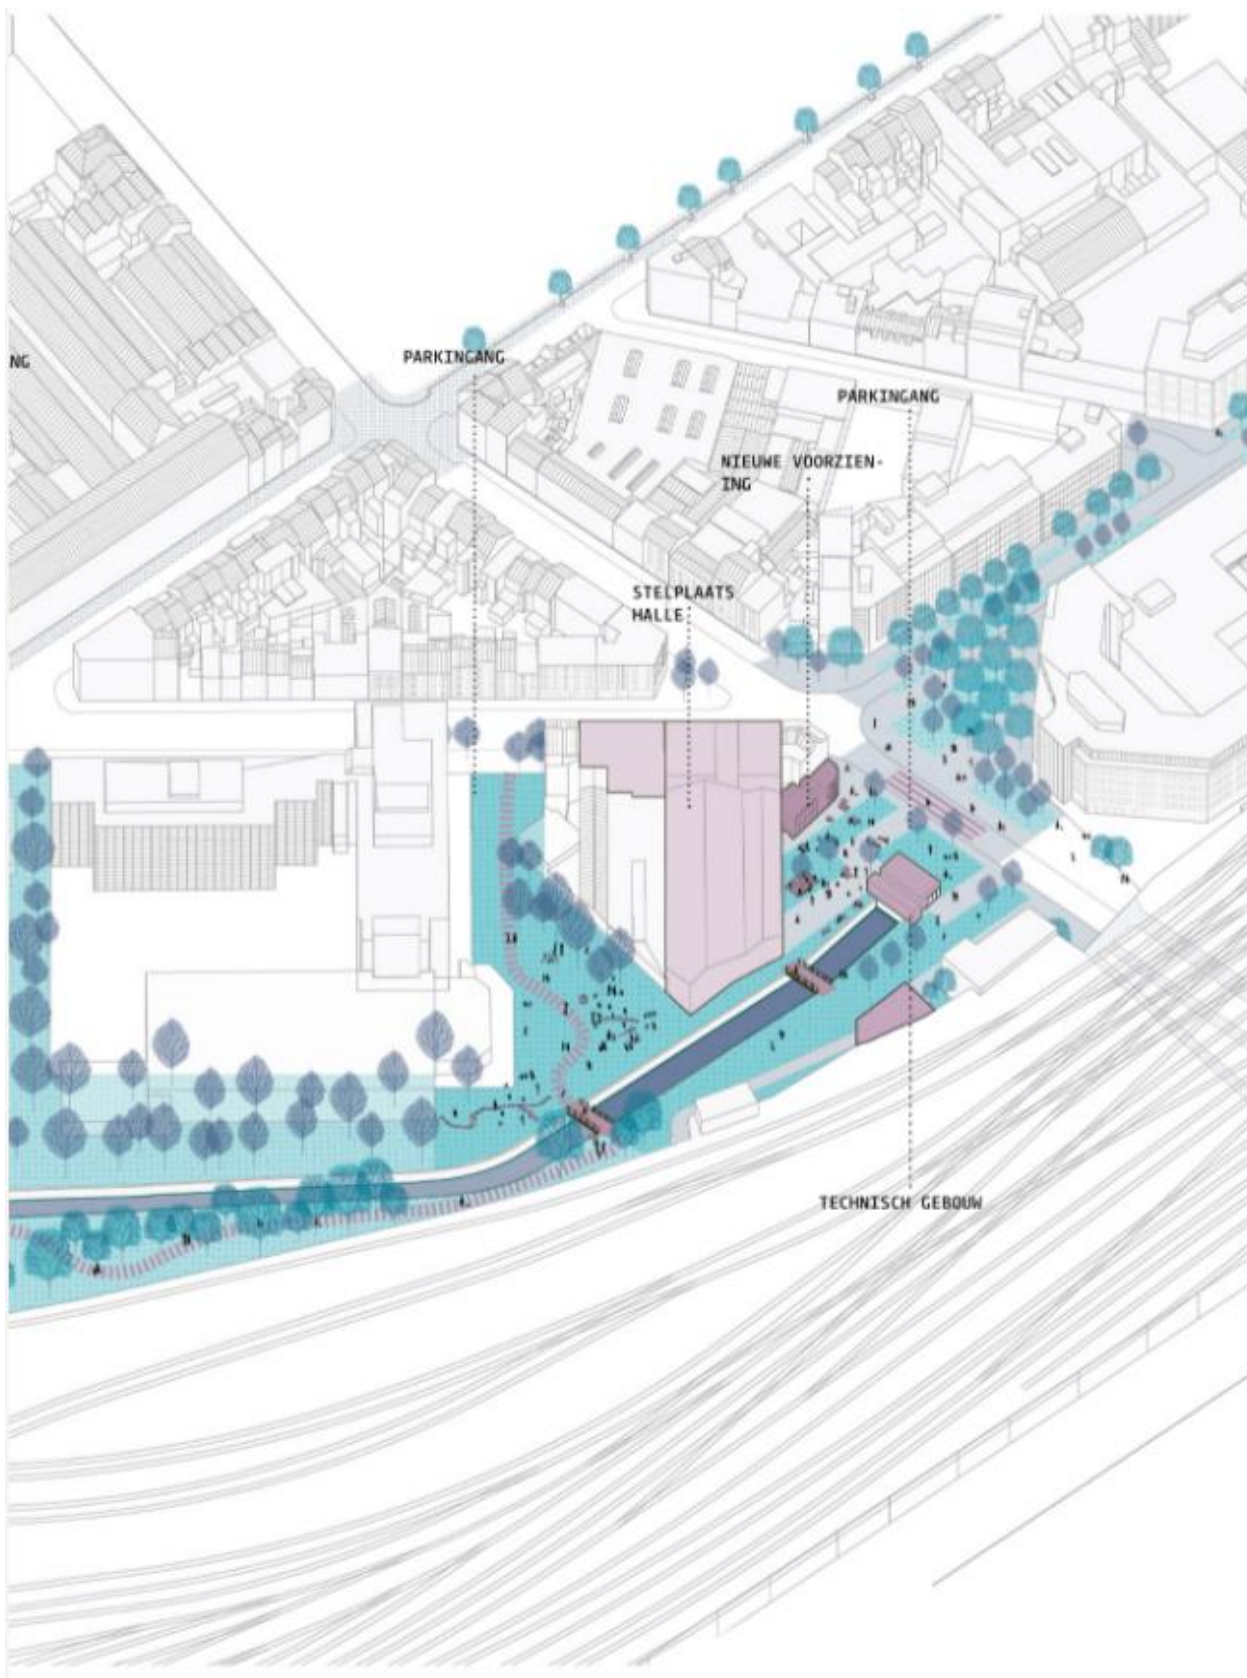 NG
PARKINGANG
PARKINGANG
NIEUWE VOORZIEN-
ING
STELPLAATS
HALLE
TECHNISCH GEBOUW